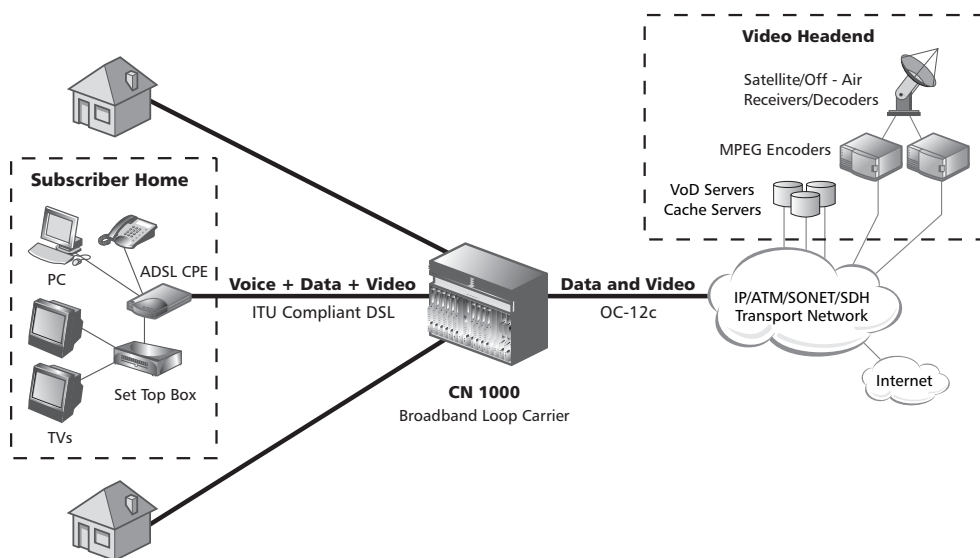 Video Headend
Satellite/Off - Air
Receivers/Decoders
MPEG Encoders
VoD Servers
Cache Servers
Subscriber Home
PC
ADSL CPE
Set Top Box
TVs
Voice + Data + Video
ITU Compliant DSL
CN 1000
Broadband Loop Carrier
Data and Video
OC-12c
IP/ATM/SONET/SDH
Transport Network
Internet